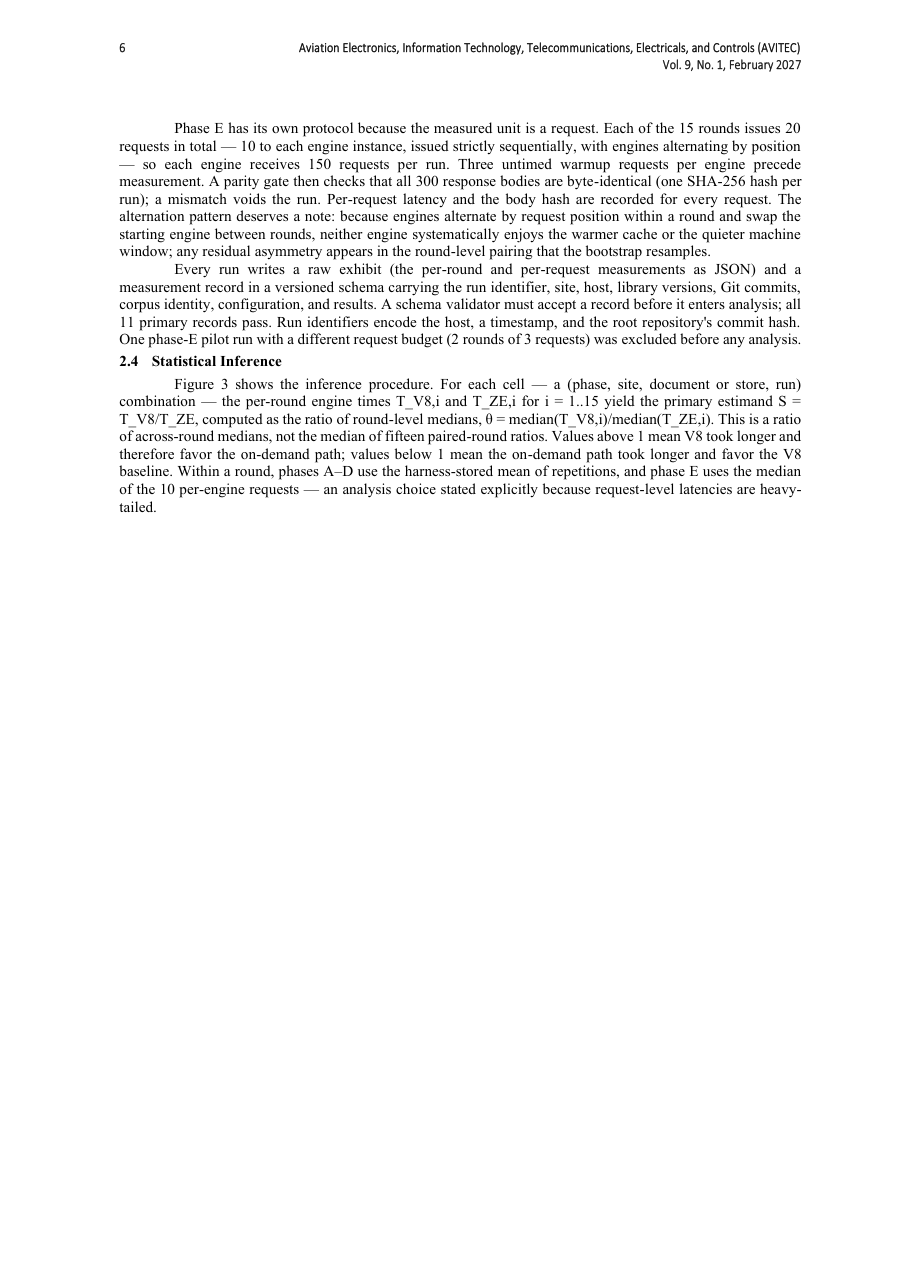 6
Aviation Electronics, Information Technology, Telecommunications, Electricals, and Controls (AVITEC)
Vol. 9, No. 1, February 2027
Phase E has its own protocol because the measured unit is a request. Each of the 15 rounds issues 20
requests in total — 10 to each engine instance, issued strictly sequentially, with engines alternating by position
— so each engine receives 150 requests per run. Three untimed warmup requests per engine precede
measurement. A parity gate then checks that all 300 response bodies are byte-identical (one SHA-256 hash per
run); a mismatch voids the run. Per-request latency and the body hash are recorded for every request. The
alternation pattern deserves a note: because engines alternate by request position within a round and swap the
starting engine between rounds, neither engine systematically enjoys the warmer cache or the quieter machine
window; any residual asymmetry appears in the round-level pairing that the bootstrap resamples.
Every run writes a raw exhibit (the per-round and per-request measurements as JSON) and a
measurement record in a versioned schema carrying the run identifier, site, host, library versions, Git commits,
corpus identity, configuration, and results. A schema validator must accept a record before it enters analysis; all
11 primary records pass. Run identifiers encode the host, a timestamp, and the root repository's commit hash.
One phase-E pilot run with a different request budget (2 rounds of 3 requests) was excluded before any analysis.
2.4 Statistical Inference
Figure 3 shows the inference procedure. For each cell — a (phase, site, document or store, run)
combination — the per-round engine times T_V8,i and T_ZE,i for i = 1..15 yield the primary estimand S =
T_V8/T_ZE, computed as the ratio of round-level medians, θ = median(T_V8,i)/median(T_ZE,i). This is a ratio
of across-round medians, not the median of fifteen paired-round ratios. Values above 1 mean V8 took longer and
therefore favor the on-demand path; values below 1 mean the on-demand path took longer and favor the V8
baseline. Within a round, phases A–D use the harness-stored mean of repetitions, and phase E uses the median
of the 10 per-engine requests — an analysis choice stated explicitly because request-level latencies are heavy-
tailed.